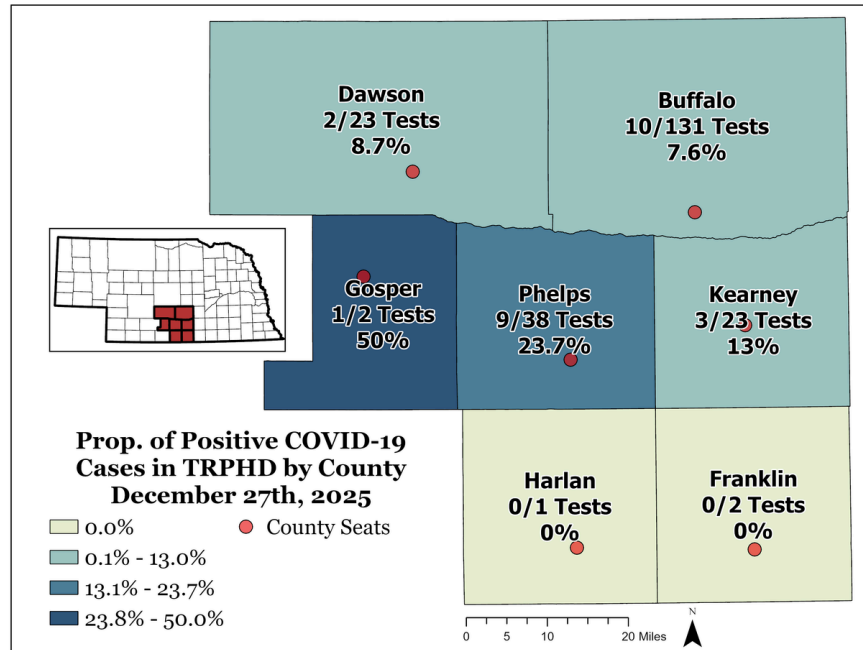 Dawson
2/23 Tests
8.7%
Buffalo
10/131 Tests
7.6%
Gosper
1/2 Tests
50%
Phelps
9/38 Tests
23.7%
Kearney
3/23 Tests
13%
Harlan
0/1 Tests
0%
Franklin
0/2 Tests
0%
Prop. of Positive COVID-19
Cases in TRPHD by County
December 27th, 2025
0.0%
County Seats
0.1% - 13.0%
13.1% - 23.7%
23.8% - 50.0%
N
0 5 10 20 Miles